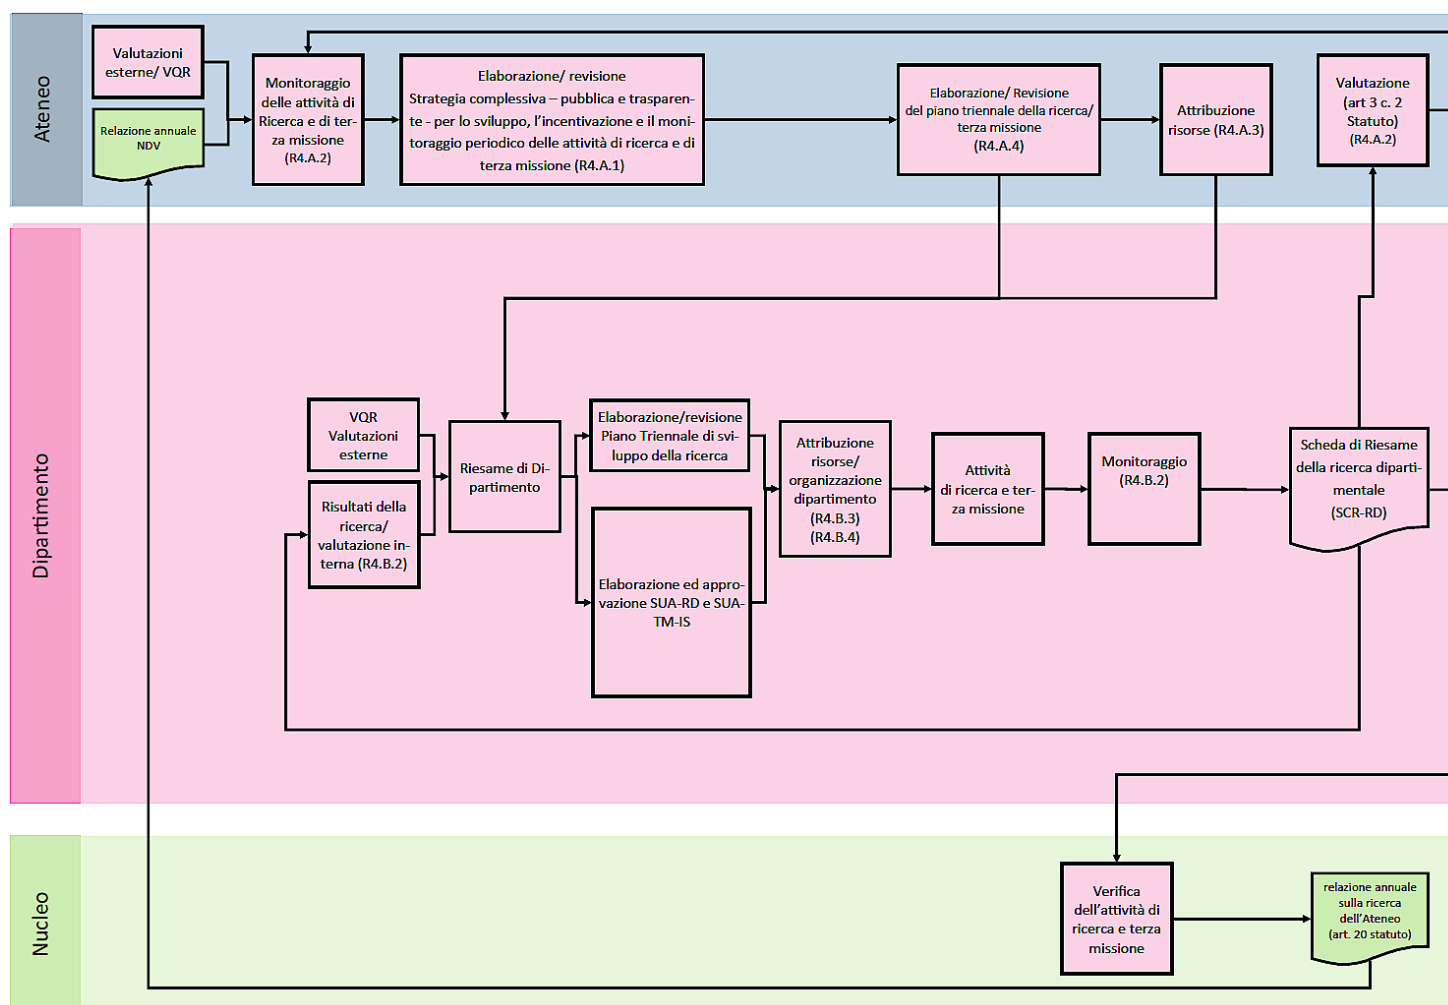 Ateneo
Valutazioni
esterne/ VQR
Relazione annuale
NDV
Monitoraggio
delle attività di
Ricerca e di ter-
za missione
(R4.A.2)
Elaborazione/ revisione
Strategia complessiva – pubblica e trasparen-
te - per lo sviluppo, l’incentivazione e il mo-
nitoraggio periodico delle attività di ricerca e di
terza missione (R4.A.1)
Elaborazione/ Revisione
del piano triennale della ricerca/
terza missione
(R4.A.4)
Attribuzione
risorse (R4.A.3)
Valutazione
(art 3 c. 2
Statuto)
(R4.A.2)
Dipartimento
VQR
Valutazioni
esterne
Risultati della
ricerca/
valutazione in-
terna (R4.B.2)
Riesame di Di-
partimento
Elaborazione/revisione
Piano Triennale di svi-
luppo della ricerca
Elaborazione ed appro-
vazione SUA-RD e SUA-
TM-IS
Attribuzione
risorse/
organizzazione
dipartimento
(R4.B.3)
(R4.B.4)
Attività
di ricerca e ter-
za missione
Monitoraggio
(R4.B.2)
Scheda di Riesame
della ricerca diparti-
mentale
(SCR-RD)
Nucleo
Verifica
dell’attività di
ricerca e terza
missione
relazione annuale
sulla ricerca
dell’Ateneo
(art. 20 statuto)